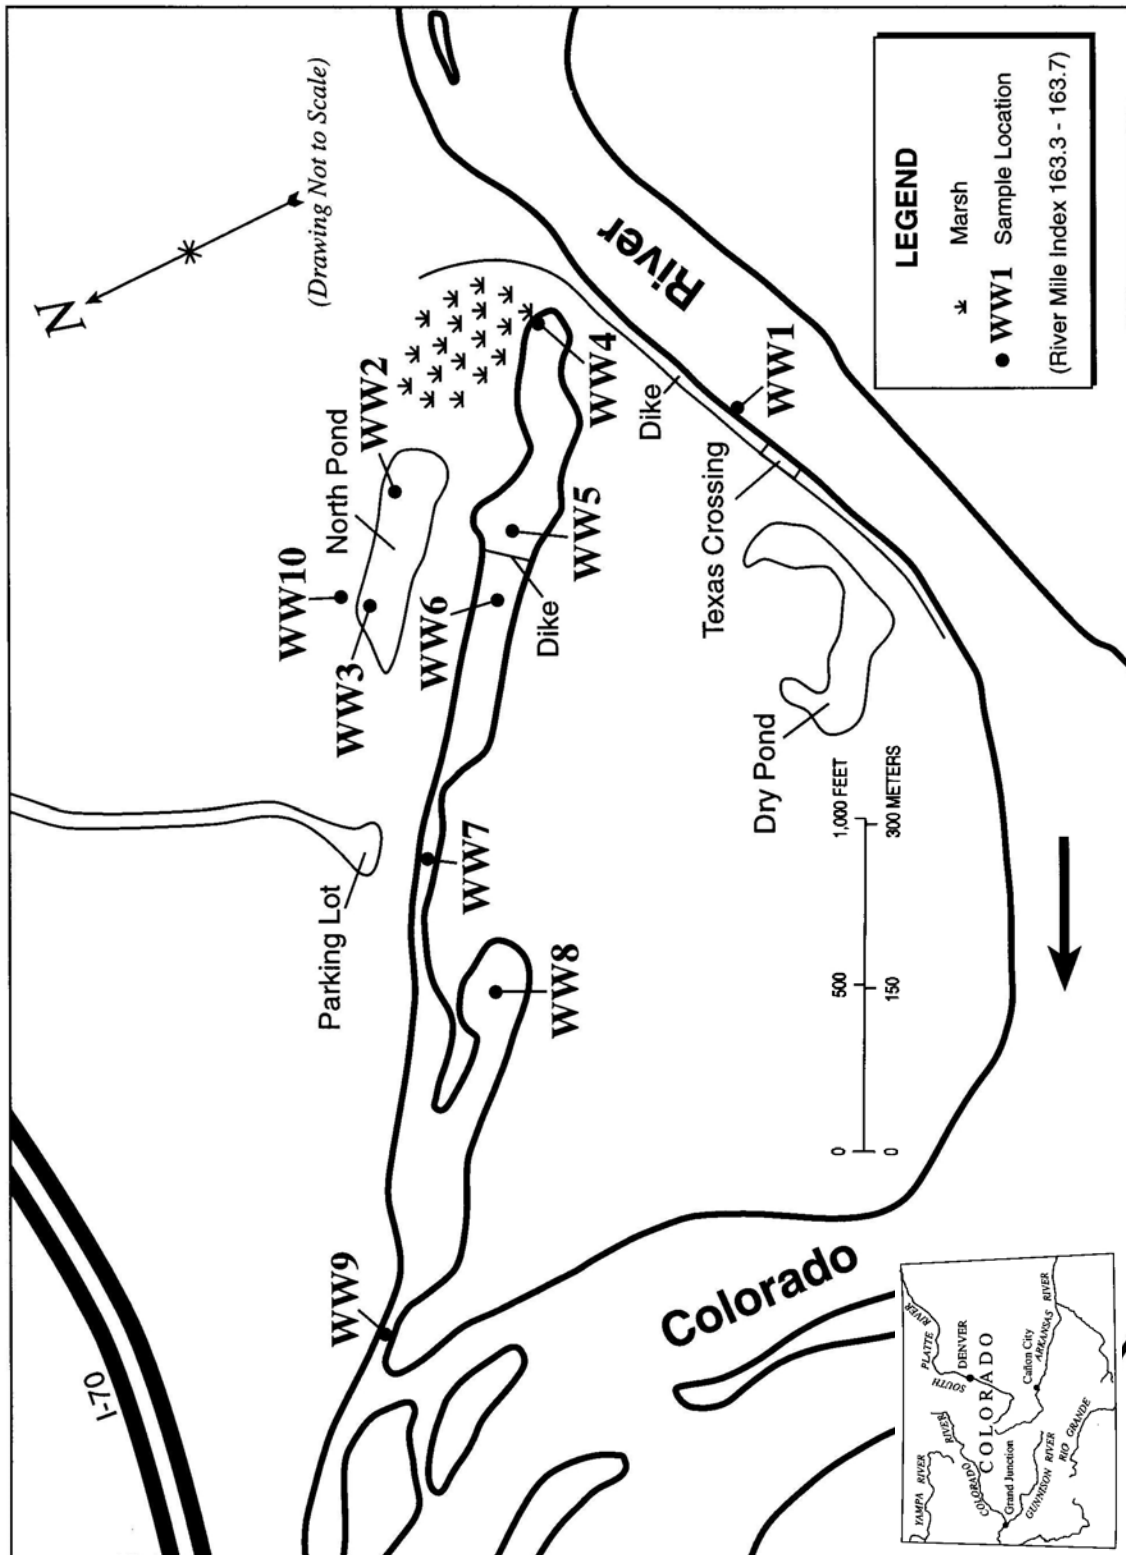 I-70
N
(Drawing Not to Scale)
Parking Lot
WW10
North Pond
WW2
WW3
WW9
WW7
WW6
WW8
WW5
WW4
Dike
Dike
River
WW1
Texas Crossing
Dry Pond
Colorado
0 500 1,000 FEET
0 150 300 METERS
LEGEND
Marsh
WW1 Sample Location
(River Mile Index 163.3 - 163.7)
YAMPA RIVER
SOUTH PLATTE RIVER
DENVER
COLORADO RIVER
COLORADO
Grand Junction
Cañon City
ARKANSAS RIVER
GUNNISON RIVER
RIO GRANDE